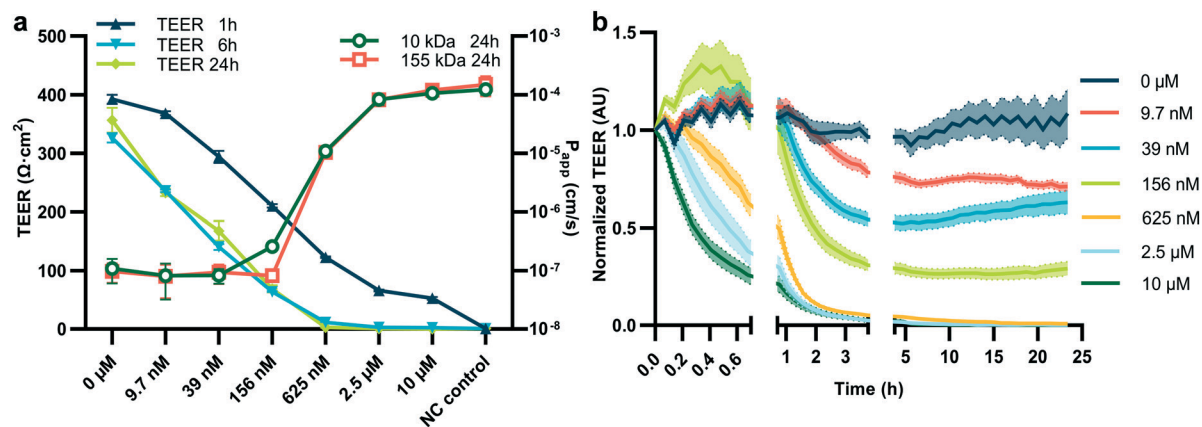 a
TEER 1h
TEER 6h
TEER 24h
10 kDa 24h
155 kDa 24h
500
400
300
200
100
0
TEER (Ω·cm²)
10⁻³
10⁻⁴
10⁻⁵
10⁻⁶
10⁻⁷
10⁻⁸
P_app (cm/s)
0 µM
9.7 nM
39 nM
156 nM
625 nM
2.5 µM
10 µM
NC control
b
1.5
1.0
0.5
0.0
Normalized TEER (AU)
0.0
0.2
0.4
0.6
1
2
3
5
10
15
20
25
Time (h)
0 µM
9.7 nM
39 nM
156 nM
625 nM
2.5 µM
10 µM